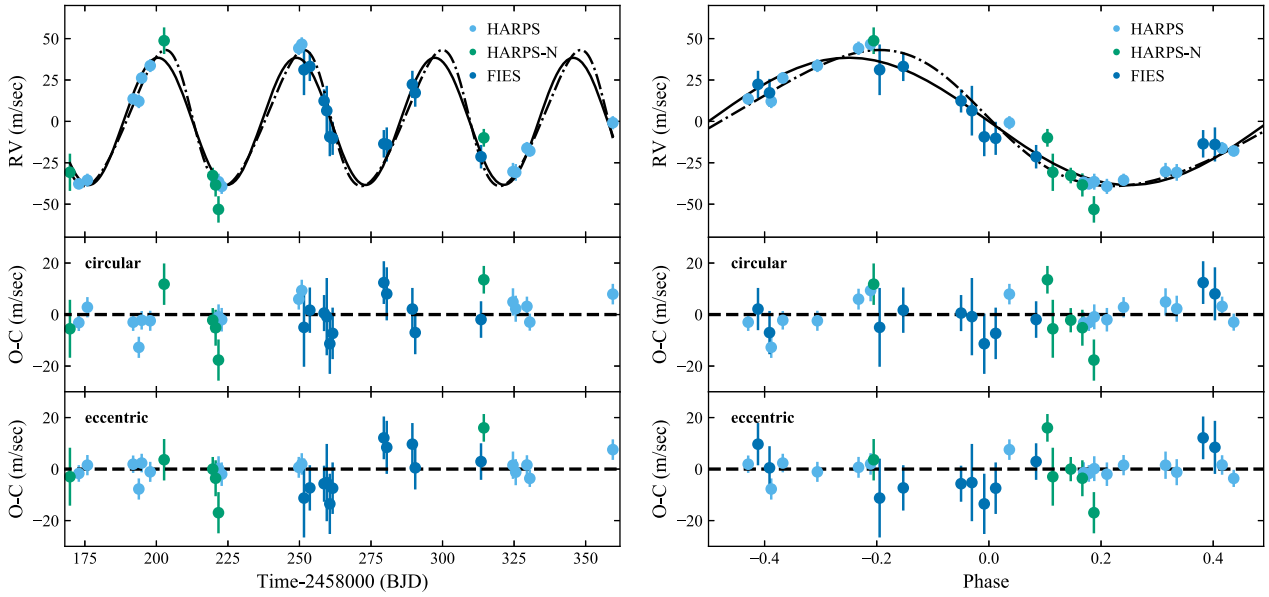 HARPS
HARPS-N
FIES
RV (m/sec)
50
25
0
−25
−50
circular
O-C (m/sec)
20
0
−20
eccentric
O-C (m/sec)
20
0
−20
175 200 225 250 275 300 325 350
Time-2458000 (BJD)
HARPS
HARPS-N
FIES
RV (m/sec)
50
25
0
−25
−50
circular
O-C (m/sec)
20
0
−20
eccentric
O-C (m/sec)
20
0
−20
−0.4 −0.2 0.0 0.2 0.4
Phase